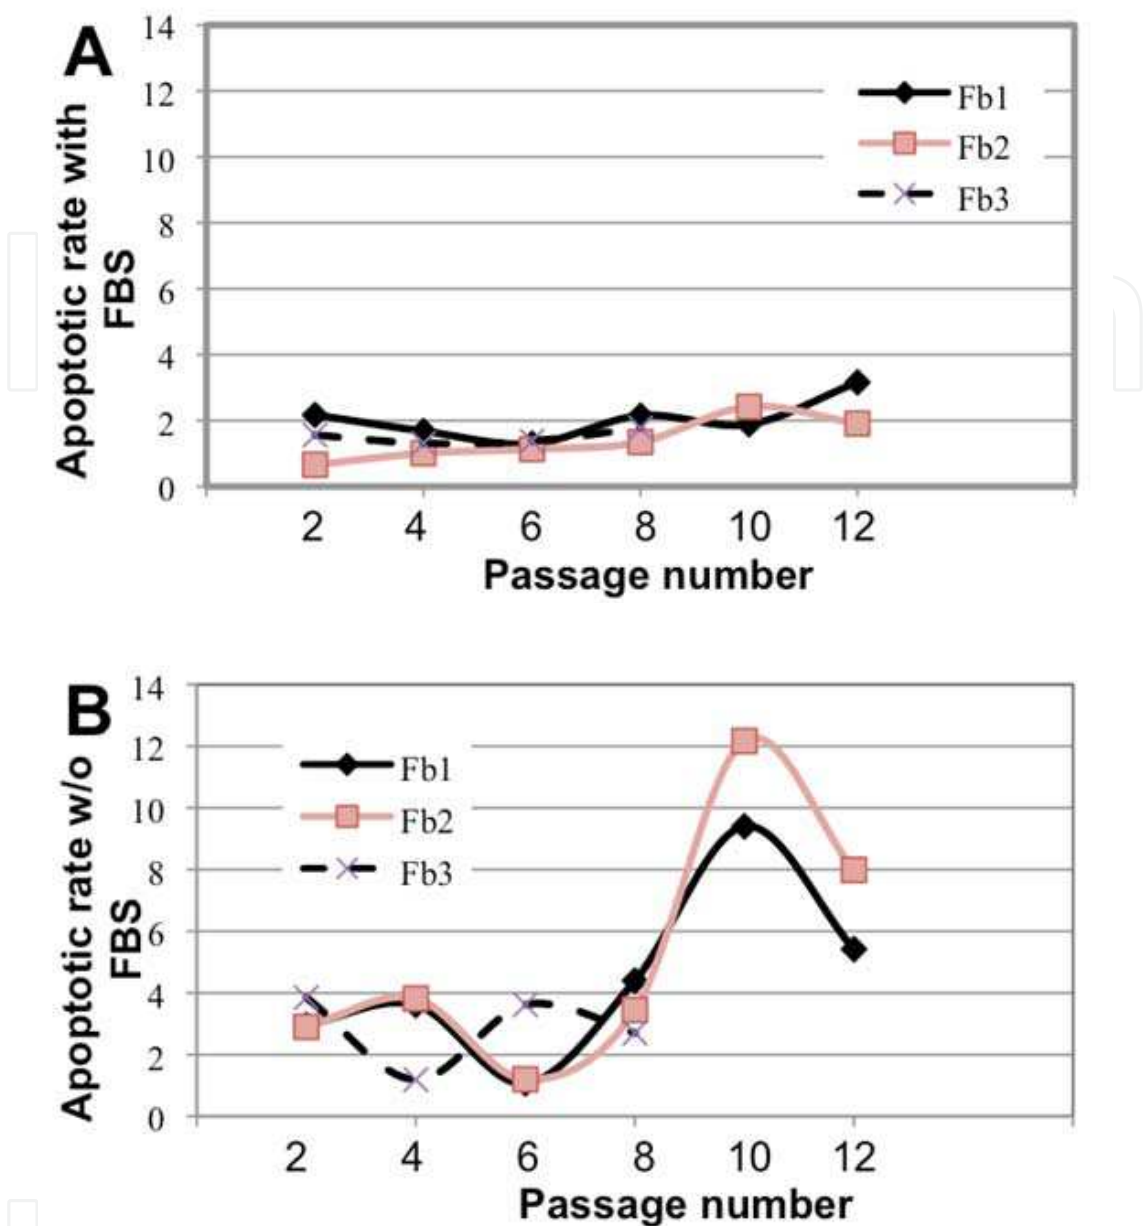 A
Apoptotic rate with
FBS
14
12
10
8
6
4
2
0
Fb1
Fb2
Fb3
2 4 6 8 10 12
Passage number
B
Apoptotic rate w/o
FBS
14
12
10
8
6
4
2
0
Fb1
Fb2
Fb3
2 4 6 8 10 12
Passage number